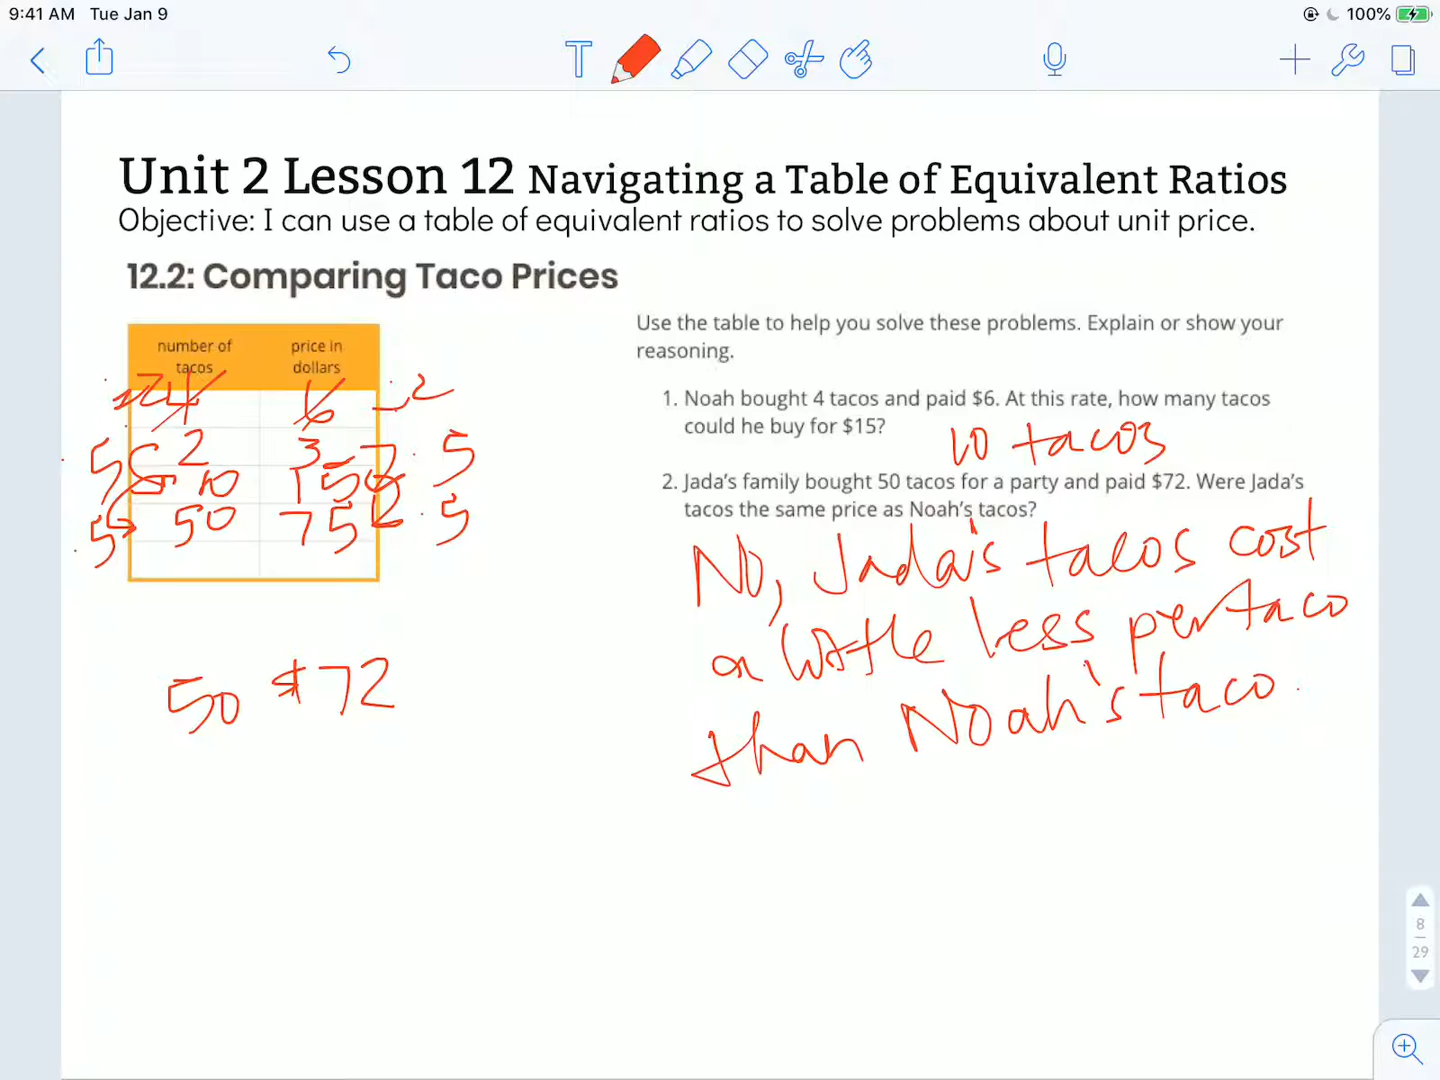 9:41 AM Tue Jan 9
100%
T
Unit 2 Lesson 12 Navigating a Table of Equivalent Ratios
Objective: I can use a table of equivalent ratios to solve problems about unit price.
12.2: Comparing Taco Prices
number of tacos
price in dollars
4 6
2 3
10 15
50 75
5
5
2
5
5
50 $72
Use the table to help you solve these problems. Explain or show your
reasoning.
1. Noah bought 4 tacos and paid $6. At this rate, how many tacos
could he buy for $15?
10 tacos
2. Jada's family bought 50 tacos for a party and paid $72. Were Jada's
tacos the same price as Noah's tacos?
No, Jada's tacos cost
a little less per taco
than Noah's taco.
8
29